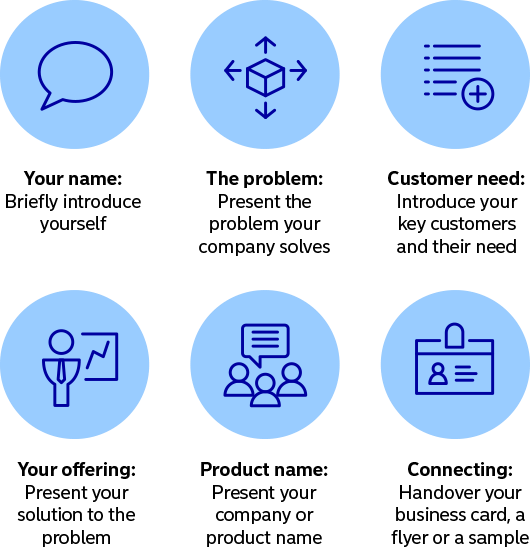 Your name:
Briefly introduce
yourself
The problem:
Present the
problem your
company solves
Customer need:
Introduce your
key customers
and their need
Your offering:
Present your
solution to the
problem
Product name:
Present your
company or
product name
Connecting:
Handover your
business card, a
flyer or a sample